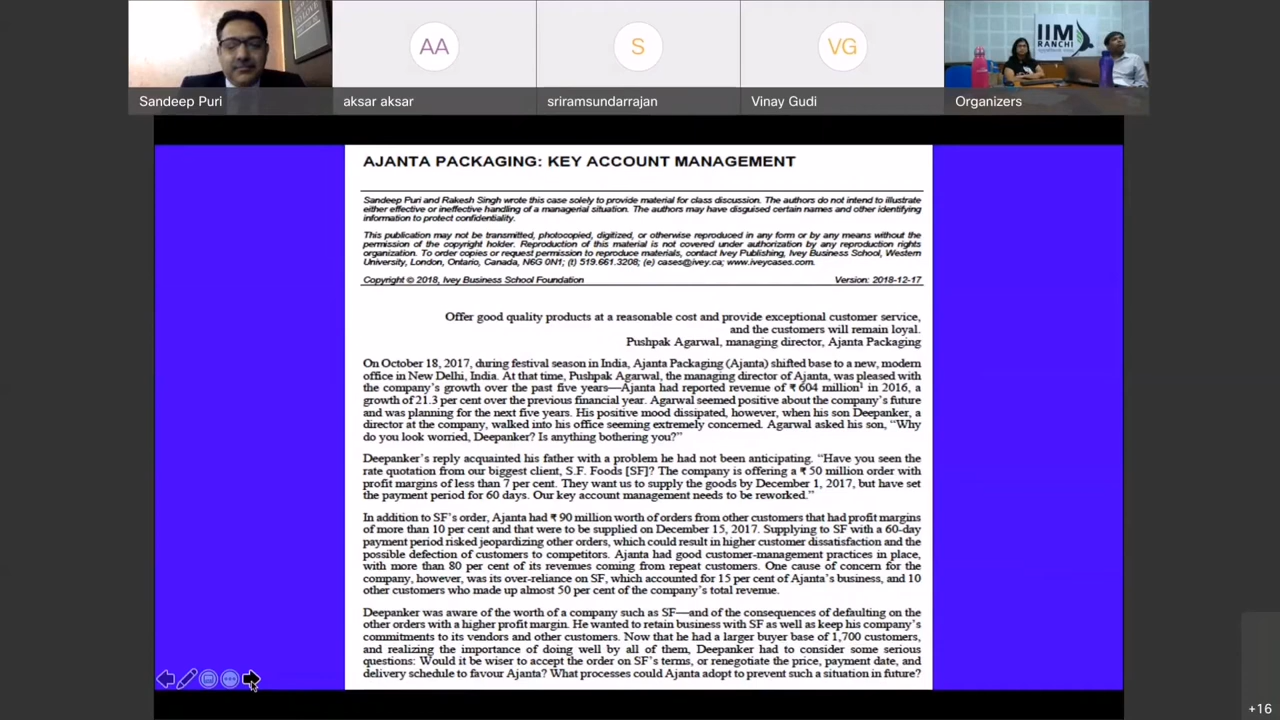 TO LOVE
AA
S
VG
IIM
RANCHI
Sandeep Puri
aksar aksar
sriramsundarrajan
Vinay Gudi
Organizers
AJANTA PACKAGING: KEY ACCOUNT MANAGEMENT
Sandeep Puri and Rakesh Singh wrote this case solely to provide material for class discussion. The authors do not intend to illustrate
either effective or ineffective handling of a managerial situation. The authors may have disguised certain names and other identifying
information to protect confidentiality.
This publication may not be transmitted, photocopied, digitized, or otherwise reproduced in any form or by any means without the
permission of the copyright holder. Reproduction of this material is not covered under authorization by any reproduction rights
organization. To order copies or request permission to reproduce materials, contact Ivey Publishing, Ivey Business School, Western
University, London, Ontario, Canada, N6G 0N1; (t) 519.661.3208; (e) cases@ivey.ca; www.iveycases.com.
Copyright © 2018, Ivey Business School Foundation Version: 2018-12-17
Offer good quality products at a reasonable cost and provide exceptional customer service,
and the customers will remain loyal.
Pushpak Agarwal, managing director, Ajanta Packaging
On October 18, 2017, during festival season in India, Ajanta Packaging (Ajanta) shifted base to a new, modern
office in New Delhi, India. At that time, Pushpak Agarwal, the managing director of Ajanta, was pleased with
the company's growth over the past five years—Ajanta had reported revenue of ₹ 604 million¹ in 2016, a
growth of 21.3 per cent over the previous financial year. Agarwal seemed positive about the company's future
and was planning for the next five years. His positive mood dissipated, however, when his son Deepanker, a
director at the company, walked into his office seeming extremely concerned. Agarwal asked his son, "Why
do you look worried, Deepanker? Is anything bothering you?"
Deepanker's reply acquainted his father with a problem he had not been anticipating. "Have you seen the
rate quotation from our biggest client, S.F. Foods [SF]? The company is offering a ₹ 50 million order with
profit margins of less than 7 per cent. They want us to supply the goods by December 1, 2017, but have set
the payment period for 60 days. Our key account management needs to be reworked."
In addition to SF's order, Ajanta had ₹ 90 million worth of orders from other customers that had profit margins
of more than 10 per cent and that were to be supplied on December 15, 2017. Supplying to SF with a 60-day
payment period risked jeopardizing other orders, which could result in higher customer dissatisfaction and the
possible defection of customers to competitors. Ajanta had good customer-management practices in place,
with more than 80 per cent of its revenues coming from repeat customers. One cause of concern for the
company, however, was its over-reliance on SF, which accounted for 15 per cent of Ajanta's business, and 10
other customers who made up almost 50 per cent of the company's total revenue.
Deepanker was aware of the worth of a company such as SF—and of the consequences of defaulting on the
other orders with a higher profit margin. He wanted to retain business with SF as well as keep his company's
commitments to its vendors and other customers. Now that he had a larger buyer base of 1,700 customers,
and realizing the importance of doing well by all of them, Deepanker had to consider some serious
questions: Would it be wiser to accept the order on SF's terms, or renegotiate the price, payment date, and
delivery schedule to favour Ajanta? What processes could Ajanta adopt to prevent such a situation in future?
+16